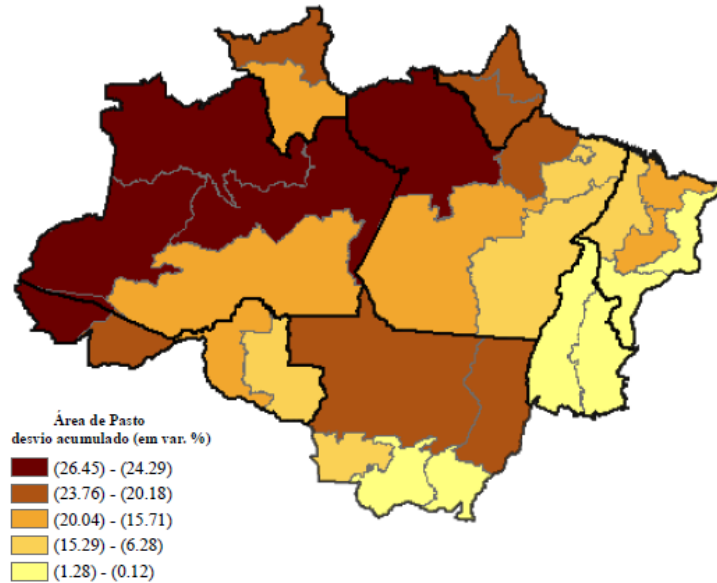 Área de Pasto
desvio acumulado (em var. %)
(26.45) - (24.29)
(23.76) - (20.18)
(20.04) - (15.71)
(15.29) - (6.28)
(1.28) - (0.12)